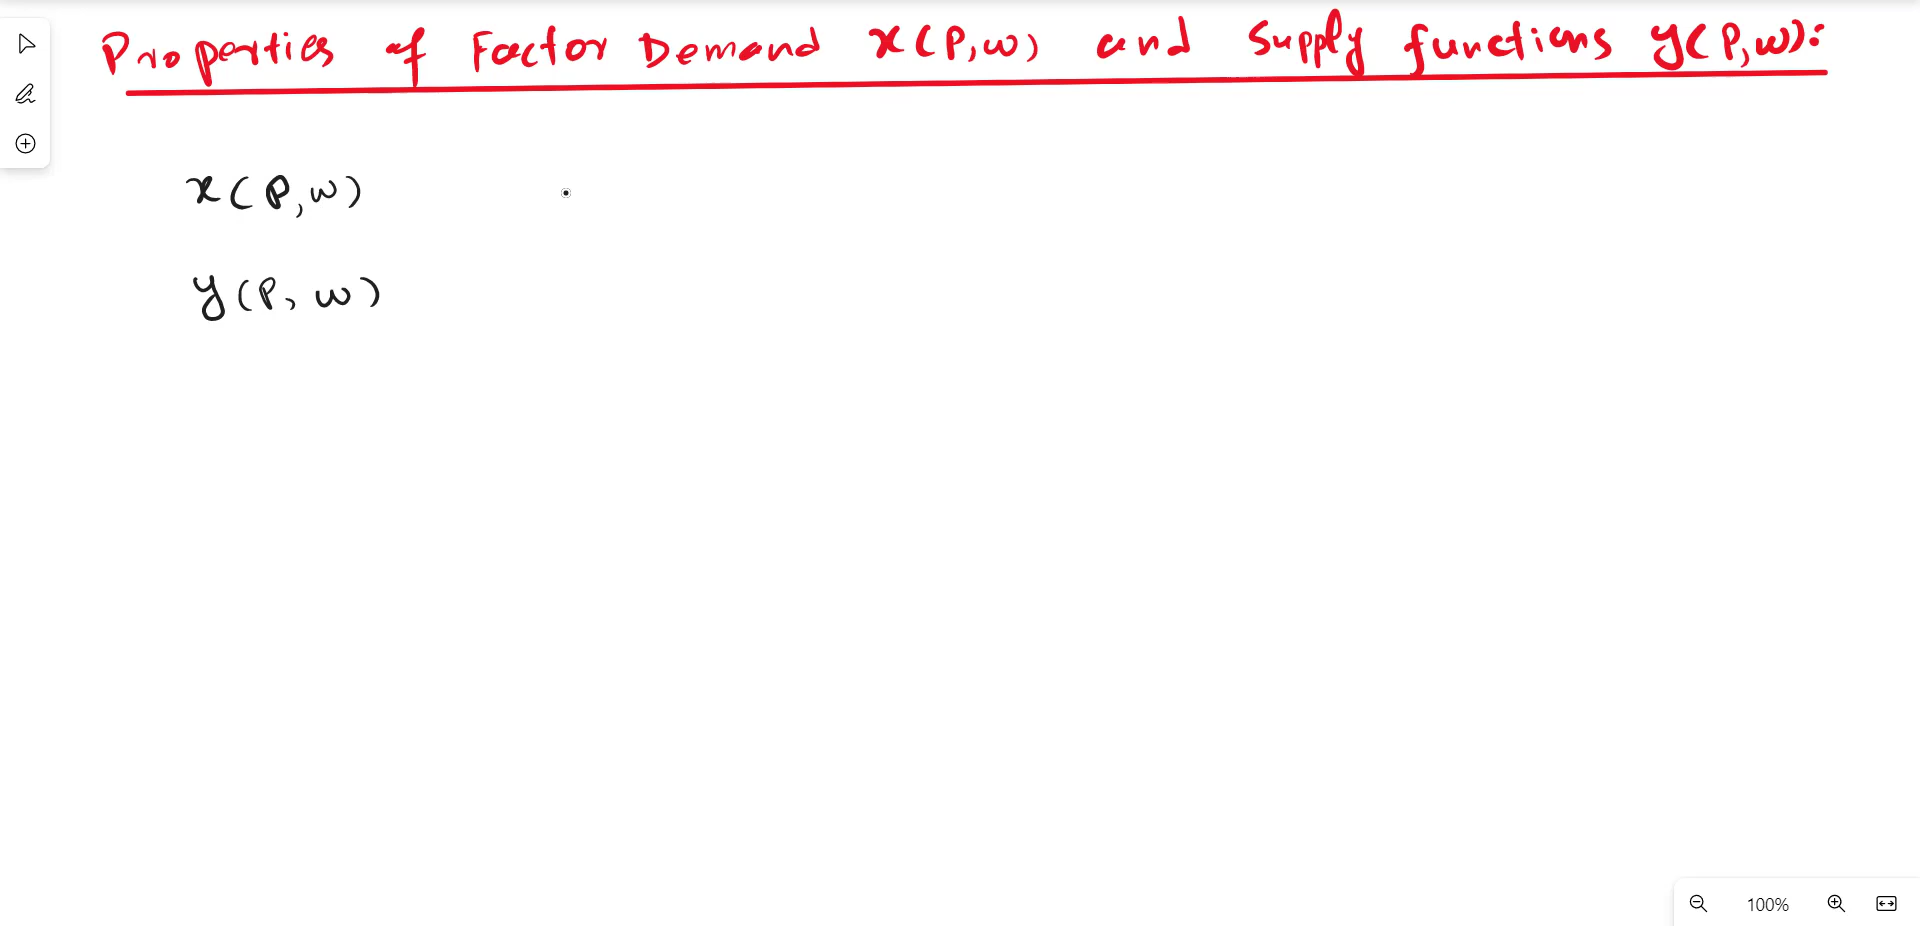 Properties of Factor Demand x(P,w) and Supply functions y(P,w):
x(P,w)
y(P, w)
100%